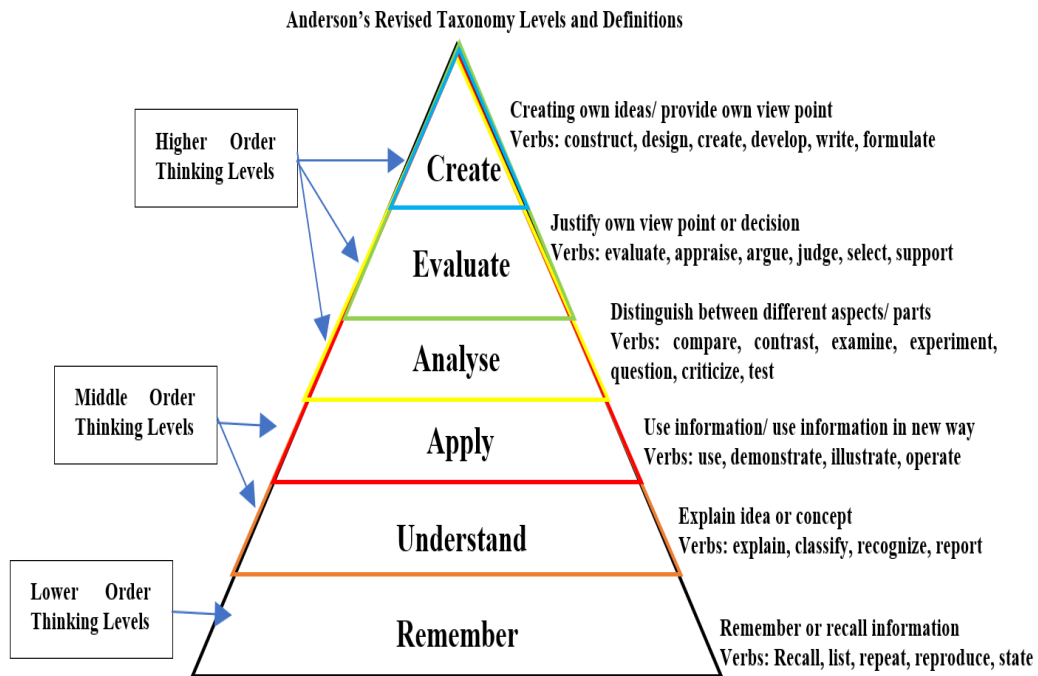 Anderson's Revised Taxonomy Levels and Definitions
Creating own ideas/ provide own view point
Verbs: construct, design, create, develop, write, formulate
Higher Order
Thinking Levels
Create
Justify own view point or decision
Verbs: evaluate, appraise, argue, judge, select, support
Evaluate
Distinguish between different aspects/ parts
Verbs: compare, contrast, examine, experiment,
question, criticize, test
Analyse
Middle Order
Thinking Levels
Apply
Use information/ use information in new way
Verbs: use, demonstrate, illustrate, operate
Explain idea or concept
Verbs: explain, classify, recognize, report
Understand
Lower Order
Thinking Levels
Remember
Remember or recall information
Verbs: Recall, list, repeat, reproduce, state